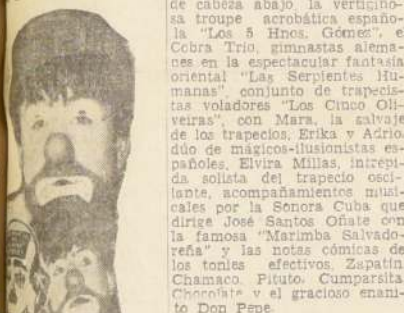 de cabeza abajo, la vertigino-
sa troupe acrobática españo-
la "Los 5 Hnos. Gómez", e
Cobra Trio, gimnastas alema-
nes en la espectacular fantasía
oriental "Las Serpientes Hu-
manas", conjunto de trapecis-
tas voladores "Los Cinco Oli-
veiras", con Mara, la salvaje
de los trapecios, Erika y Adrio,
dúo de mágicos-ilusionistas es-
pañoles, Elvira Millas, intrépi-
da solista del trapecio osci-
lante, acompañamientos musi-
cales por la Sonora Cuba que
dirige José Santos Oñate con
la famosa "Marimba Salvado-
reña" y las notas cómicas de
los tonies efectivos, Zapatín
Chamaco, Pituto, Cumparsita
Chocolate y el gracioso enani-
to Don Pepe.